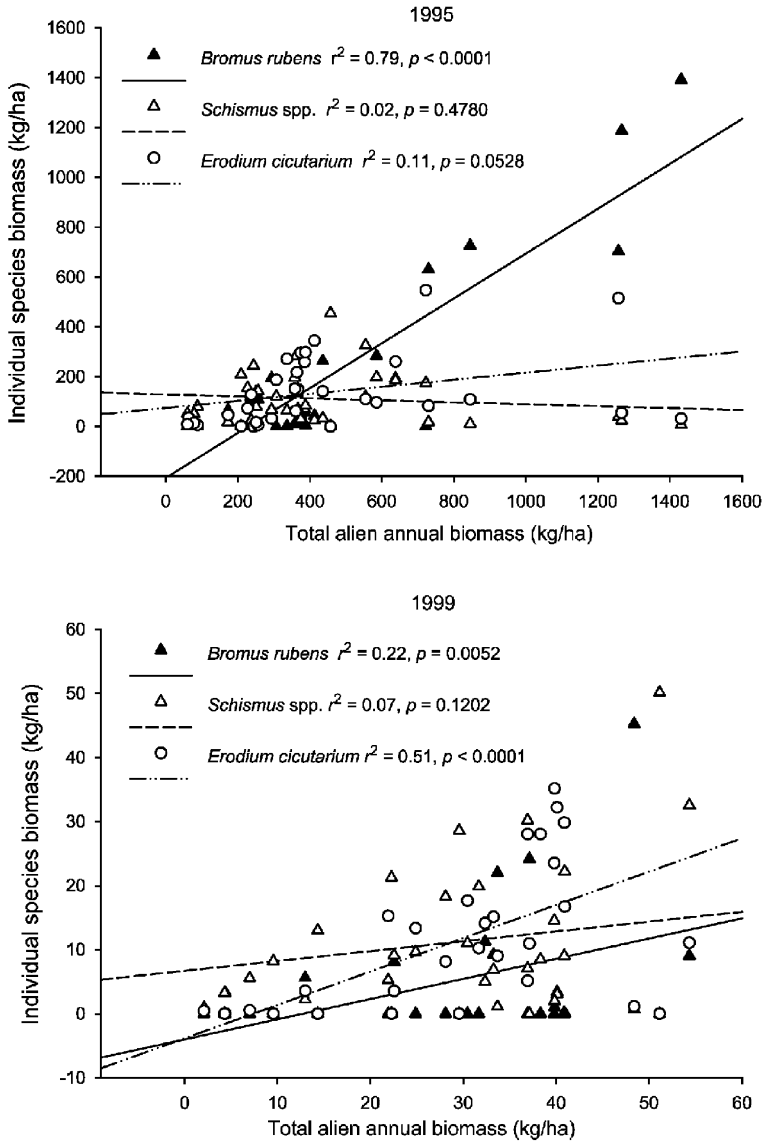 1995
1600
1400
1200
1000
800
600
400
200
0
-200
Individual species biomass (kg/ha)
Bromus rubens r2 = 0.79, p < 0.0001
Schismus spp. r2 = 0.02, p = 0.4780
Erodium cicutarium r2 = 0.11, p = 0.0528
0 200 400 600 800 1000 1200 1400 1600
Total alien annual biomass (kg/ha)
1999
60
50
40
30
20
10
0
-10
Individual species biomass (kg/ha)
Bromus rubens r2 = 0.22, p = 0.0052
Schismus spp. r2 = 0.07, p = 0.1202
Erodium cicutarium r2 = 0.51, p < 0.0001
0 10 20 30 40 50 60
Total alien annual biomass (kg/ha)